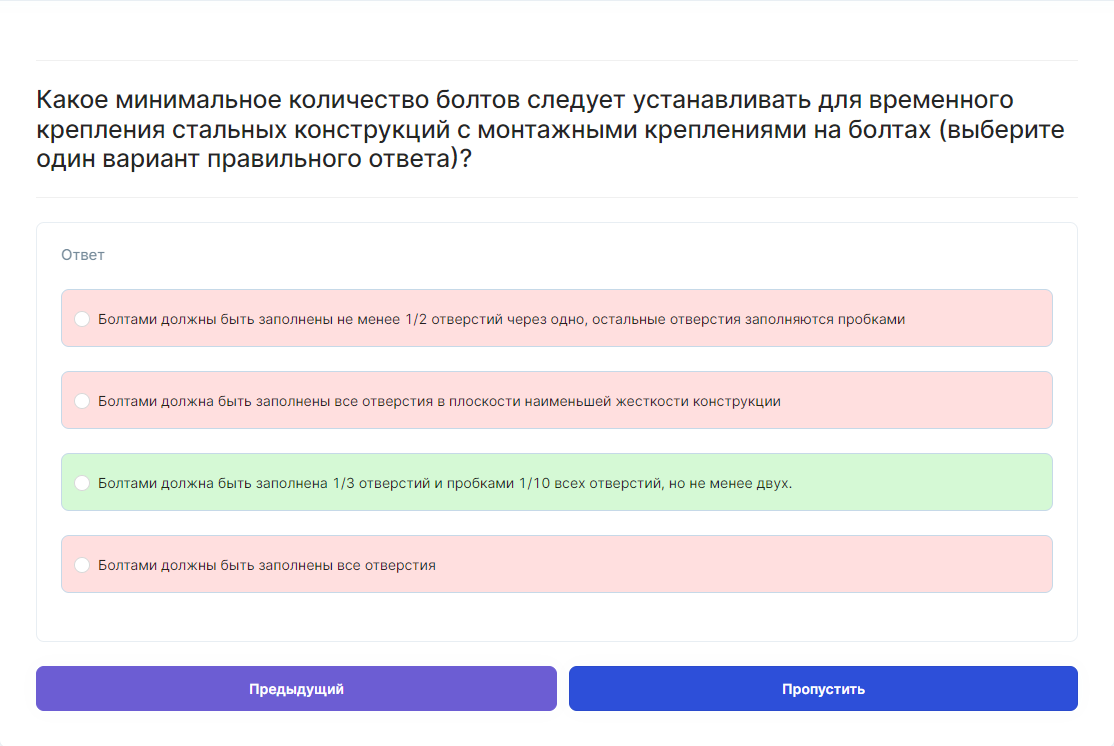 Какое минимальное количество болтов следует устанавливать для временного
крепления стальных конструкций с монтажными креплениями на болтах (выберите
один вариант правильного ответа)?
Ответ
Болтами должны быть заполнены не менее 1/2 отверстий через одно, остальные отверстия заполняются пробками
Болтами должна быть заполнены все отверстия в плоскости наименьшей жесткости конструкции
Болтами должна быть заполнена 1/3 отверстий и пробками 1/10 всех отверстий, но не менее двух.
Болтами должны быть заполнены все отверстия
Предыдущий
Пропустить